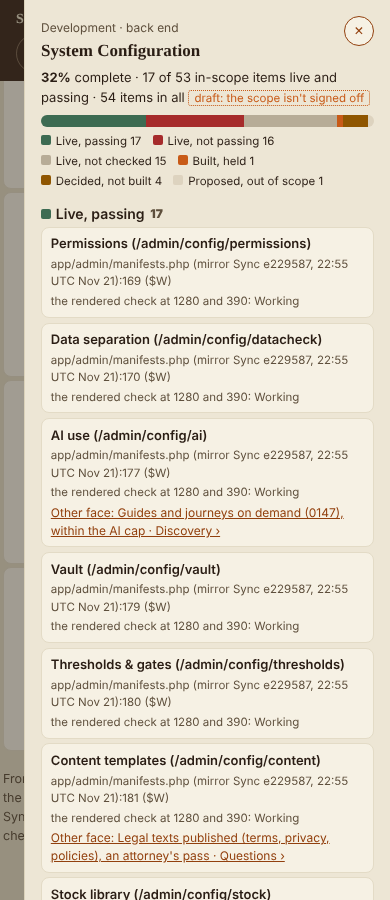 Development · back end
×
System Configuration
32% complete · 17 of 53 in-scope items live and
passing · 54 items in all draft: the scope isn't signed off
Live, passing 17 Live, not passing 16
Live, not checked 15 Built, held 1
Decided, not built 4 Proposed, out of scope 1
Live, passing 17
Permissions (/admin/config/permissions)
app/admin/manifests.php (mirror Sync e229587, 22:55
UTC Nov 21):169 ($W)
the rendered check at 1280 and 390: Working
Data separation (/admin/config/datacheck)
app/admin/manifests.php (mirror Sync e229587, 22:55
UTC Nov 21):170 ($W)
the rendered check at 1280 and 390: Working
AI use (/admin/config/ai)
app/admin/manifests.php (mirror Sync e229587, 22:55
UTC Nov 21):177 ($W)
the rendered check at 1280 and 390: Working
Other face: Guides and journeys on demand (0147),
within the AI cap · Discovery ›
Vault (/admin/config/vault)
app/admin/manifests.php (mirror Sync e229587, 22:55
UTC Nov 21):179 ($W)
the rendered check at 1280 and 390: Working
Thresholds & gates (/admin/config/thresholds)
app/admin/manifests.php (mirror Sync e229587, 22:55
UTC Nov 21):180 ($W)
the rendered check at 1280 and 390: Working
Content templates (/admin/config/content)
app/admin/manifests.php (mirror Sync e229587, 22:55
UTC Nov 21):181 ($W)
the rendered check at 1280 and 390: Working
Other face: Legal texts published (terms, privacy,
policies), an attorney's pass · Questions ›
Stock library (/admin/config/stock)
the